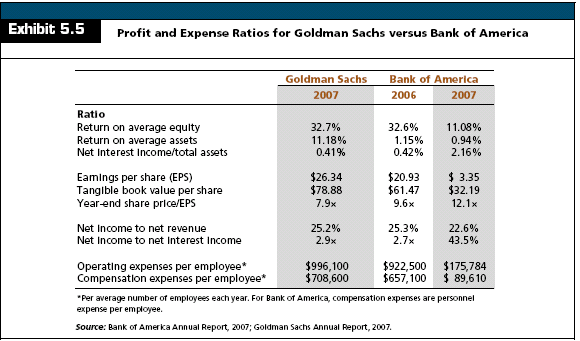 Exhibit 5.5 Profit and Expense Ratios for Goldman Sachs versus Bank of America
Goldman Sachs Bank of America
2007 2006 2007
Ratio
Return on average equity 32.7% 32.6% 11.08%
Return on average assets 11.18% 1.15% 0.94%
Net interest income/total assets 0.41% 0.42% 2.16%
Earnings per share (EPS) $26.34 $20.93 $ 3.35
Tangible book value per share $78.88 $61.47 $32.19
Year-end share price/EPS 7.9× 9.6× 12.1×
Net income to net revenue 25.2% 25.3% 22.6%
Net income to net interest income 2.9× 2.7× 43.5%
Operating expenses per employee* $996,100 $922,500 $175,784
Compensation expenses per employee* $708,600 $657,100 $ 89,610
*Per average number of employees each year. For Bank of America, compensation expenses are personnel
expense per employee.
Source: Bank of America Annual Report, 2007; Goldman Sachs Annual Report, 2007.